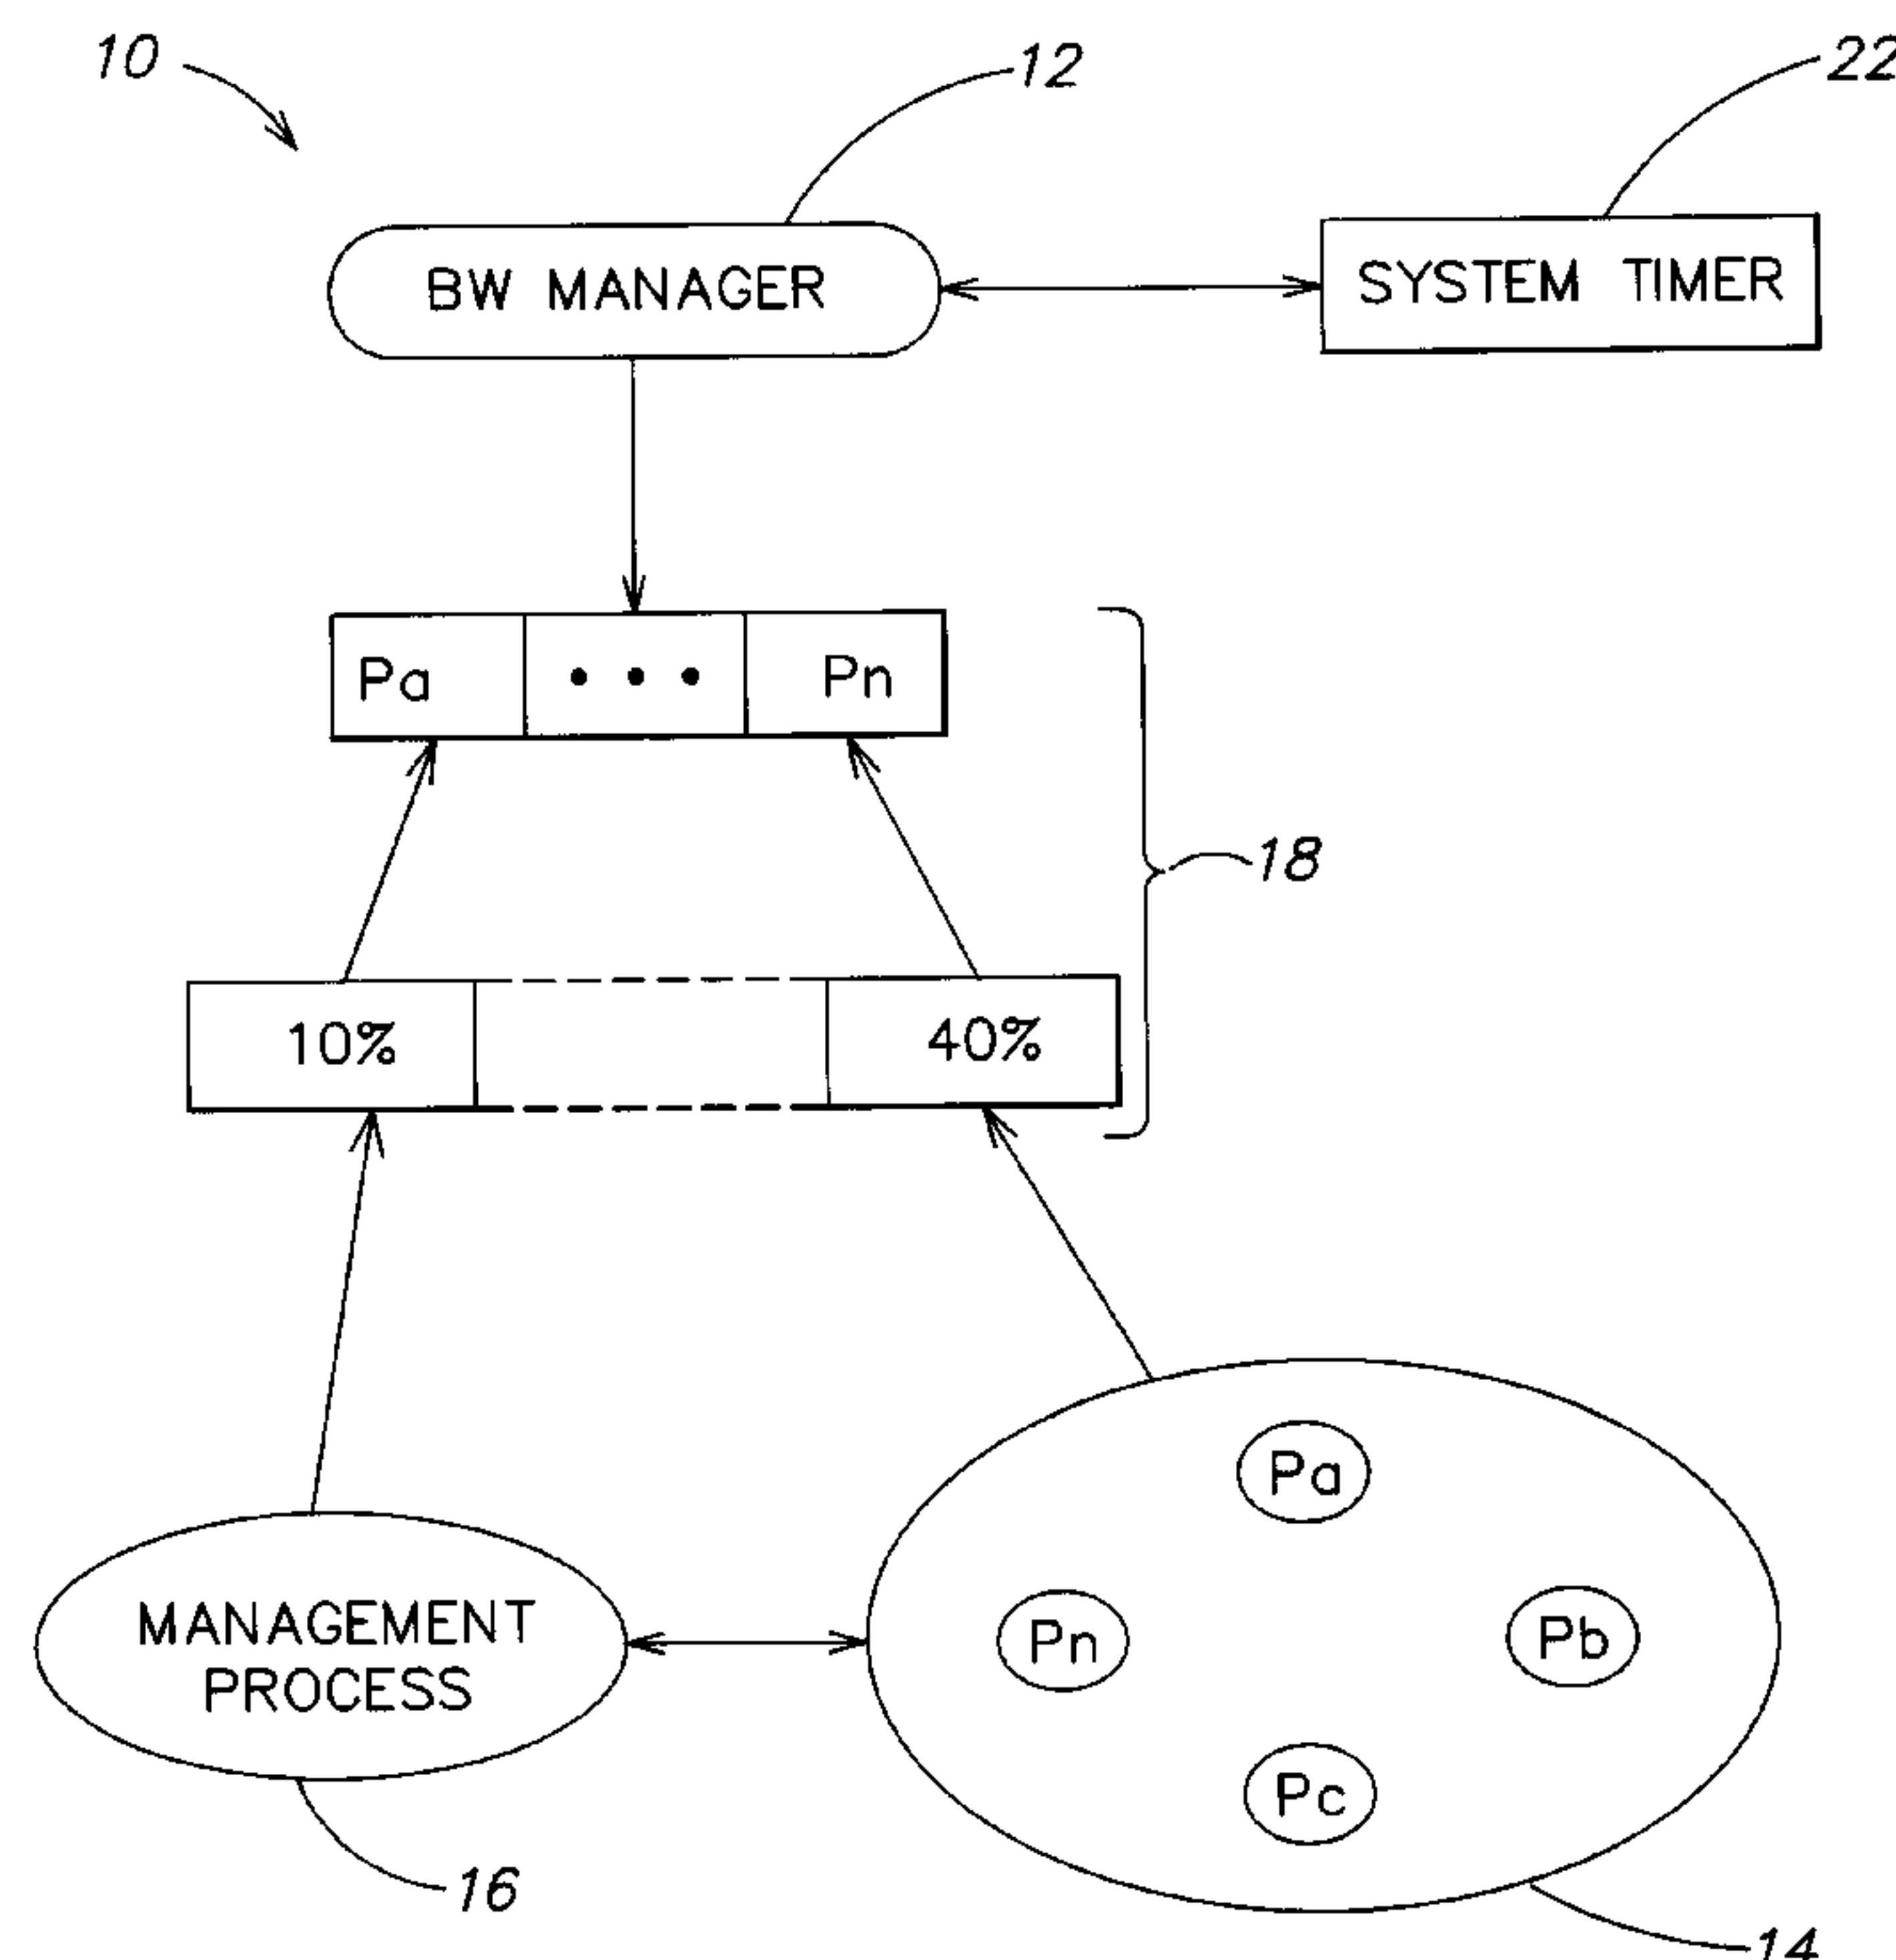 10
12
22
BW MANAGER
SYSTEM TIMER
Pa
• • •
Pn
18
10%
40%
Pa
MANAGEMENT
PROCESS
Pn
Pb
Pc
16
14